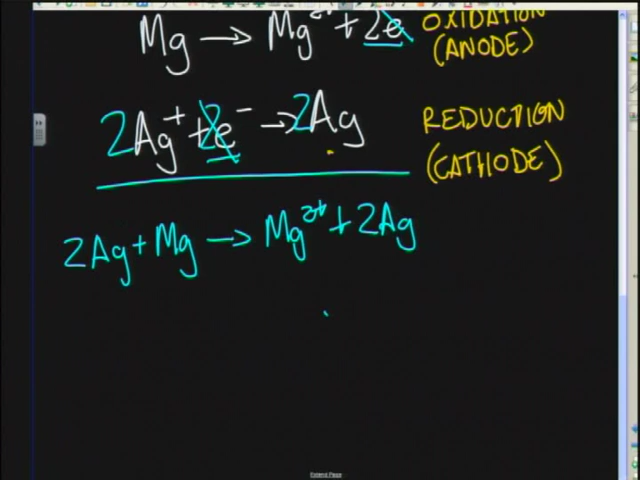 Mg → Mg²⁺ + 2e OXIDATION
(ANODE)
2Ag⁺ + 2e⁻ → 2Ag REDUCTION
(CATHODE)
2Ag + Mg → Mg²⁺ + 2Ag
Extend Page